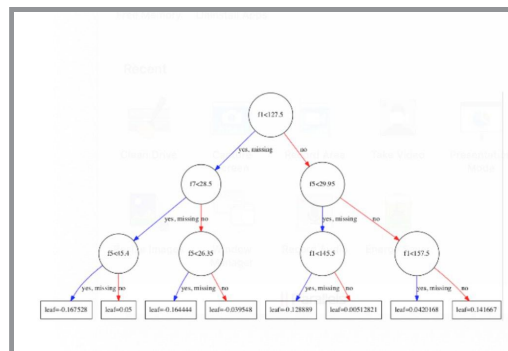 f1<127.5
yes, missing no
f7<28.5 f5<29.95
yes, missing no yes, missing no
f5<45.4 f5<26.35 f1<145.5 f1<157.5
yes, missing no yes, missing no yes, missing no yes, missing no
leaf=-0.167528 leaf=0.05 leaf=-0.164444 leaf=-0.039548 leaf=-0.128889 leaf=0.00512821 leaf=0.0420168 leaf=0.141667